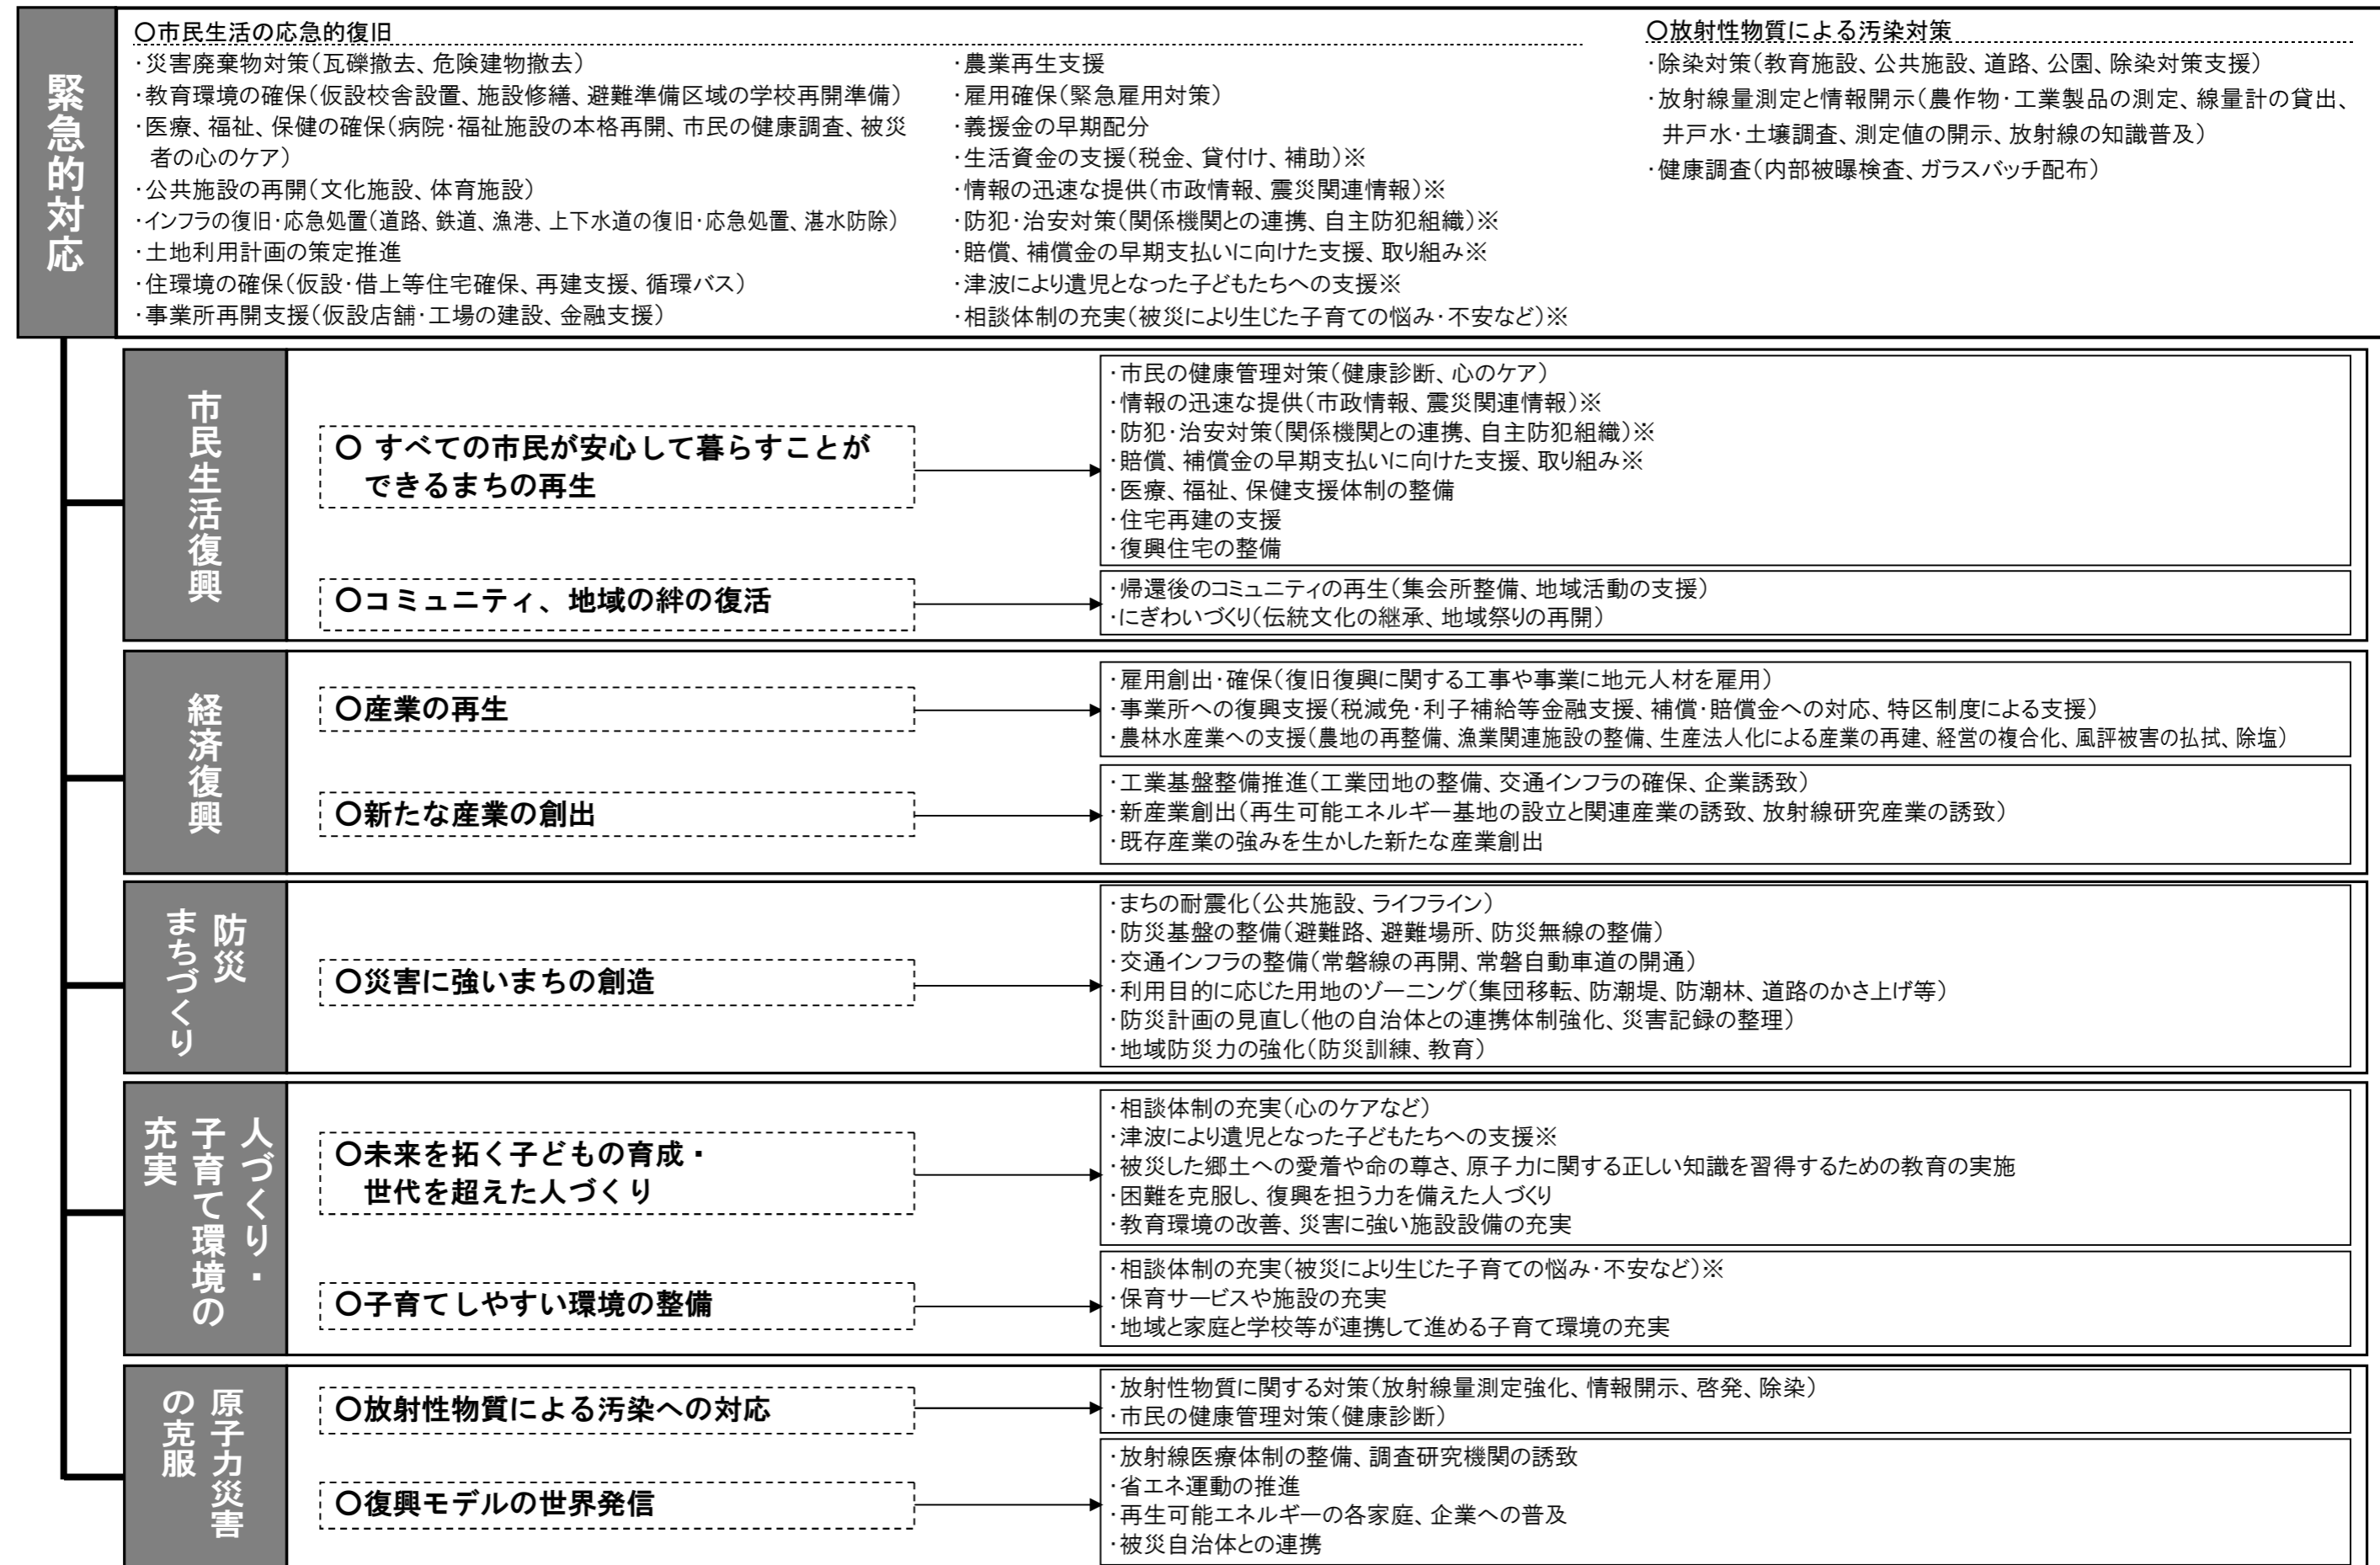 緊急的対応
〇市民生活の応急的復旧
・災害廃棄物対策（瓦礫撤去、危険建物撤去）
・教育環境の確保（仮設校舎設置、施設修繕、避難準備区域の学校再開準備）
・医療、福祉、保健の確保（病院・福祉施設の本格再開、市民の健康調査、被災
者の心のケア）
・公共施設の再開（文化施設、体育施設）
・インフラの復旧・応急処置（道路、鉄道、漁港、上下水道の復旧・応急処置、湛水防除）
・土地利用計画の策定推進
・住環境の確保（仮設・借上等住宅確保、再建支援、循環バス）
・事業所再開支援（仮設店舗・工場の建設、金融支援）
・農業再生支援
・雇用確保（緊急雇用対策）
・義援金の早期配分
・生活資金の支援（税金、貸付け、補助）※
・情報の迅速な提供（市政情報、震災関連情報）※
・防犯・治安対策（関係機関との連携、自主防犯組織）※
・賠償、補償金の早期支払いに向けた支援、取り組み※
・津波により遺児となった子どもたちへの支援※
・相談体制の充実（被災により生じた子育ての悩み・不安など）※
〇放射性物質による汚染対策
・除染対策（教育施設、公共施設、道路、公園、除染対策支援）
・放射線量測定と情報開示（農作物・工業製品の測定、線量計の貸出、
井戸水・土壌調査、測定値の開示、放射線の知識普及）
・健康調査（内部被曝検査、ガラスバッチ配布）
市民生活復興
〇 すべての市民が安心して暮らすことが
できるまちの再生
・市民の健康管理対策（健康診断、心のケア）
・情報の迅速な提供（市政情報、震災関連情報）※
・防犯・治安対策（関係機関との連携、自主防犯組織）※
・賠償、補償金の早期支払いに向けた支援、取り組み※
・医療、福祉、保健支援体制の整備
・住宅再建の支援
・復興住宅の整備
〇コミュニティ、地域の絆の復活
・帰還後のコミュニティの再生（集会所整備、地域活動の支援）
・にぎわいづくり（伝統文化の継承、地域祭りの再開）
経済復興
〇産業の再生
・雇用創出・確保（復旧復興に関する工事や事業に地元人材を雇用）
・事業所への復興支援（税減免・利子補給等金融支援、補償・賠償金への対応、特区制度による支援）
・農林水産業への支援（農地の再整備、漁業関連施設の整備、生産法人化による産業の再建、経営の複合化、風評被害の払拭、除塩）
〇新たな産業の創出
・工業基盤整備推進（工業団地の整備、交通インフラの確保、企業誘致）
・新産業創出（再生可能エネルギー基地の設立と関連産業の誘致、放射線研究産業の誘致）
・既存産業の強みを生かした新たな産業創出
防災
まちづくり
〇災害に強いまちの創造
・まちの耐震化（公共施設、ライフライン）
・防災基盤の整備（避難路、避難場所、防災無線の整備）
・交通インフラの整備（常磐線の再開、常磐自動車道の開通）
・利用目的に応じた用地のゾーニング（集団移転、防潮堤、防潮林、道路のかさ上げ等）
・防災計画の見直し（他の自治体との連携体制強化、災害記録の整理）
・地域防災力の強化（防災訓練、教育）
人づくり・
子育て環境の
充実
〇未来を拓く子どもの育成・
世代を超えた人づくり
・相談体制の充実（心のケアなど）
・津波により遺児となった子どもたちへの支援※
・被災した郷土への愛着や命の尊さ、原子力に関する正しい知識を習得するための教育の実施
・困難を克服し、復興を担う力を備えた人づくり
・教育環境の改善、災害に強い施設設備の充実
〇子育てしやすい環境の整備
・相談体制の充実（被災により生じた子育ての悩み・不安など）※
・保育サービスや施設の充実
・地域と家庭と学校等が連携して進める子育て環境の充実
原子力災害
の克服
〇放射性物質による汚染への対応
・放射性物質に関する対策（放射線量測定強化、情報開示、啓発、除染）
・市民の健康管理対策（健康診断）
〇復興モデルの世界発信
・放射線医療体制の整備、調査研究機関の誘致
・省エネ運動の推進
・再生可能エネルギーの各家庭、企業への普及
・被災自治体との連携